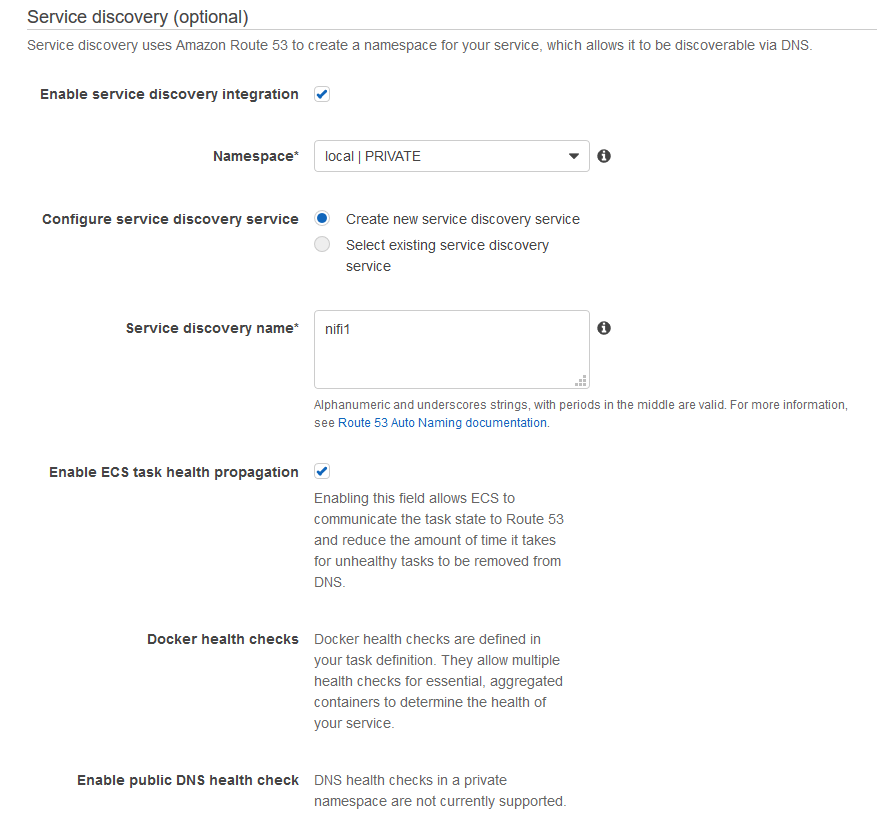 Service discovery (optional)
Service discovery uses Amazon Route 53 to create a namespace for your service, which allows it to be discoverable via DNS.
Enable service discovery integration
Namespace* local | PRIVATE
Configure service discovery service Create new service discovery service
Select existing service discovery
service
Service discovery name* nifi1
Alphanumeric and underscores strings, with periods in the middle are valid. For more information,
see Route 53 Auto Naming documentation.
Enable ECS task health propagation
Enabling this field allows ECS to
communicate the task state to Route 53
and reduce the amount of time it takes
for unhealthy tasks to be removed from
DNS.
Docker health checks Docker health checks are defined in
your task definition. They allow multiple
health checks for essential, aggregated
containers to determine the health of
your service.
Enable public DNS health check DNS health checks in a private
namespace are not currently supported.